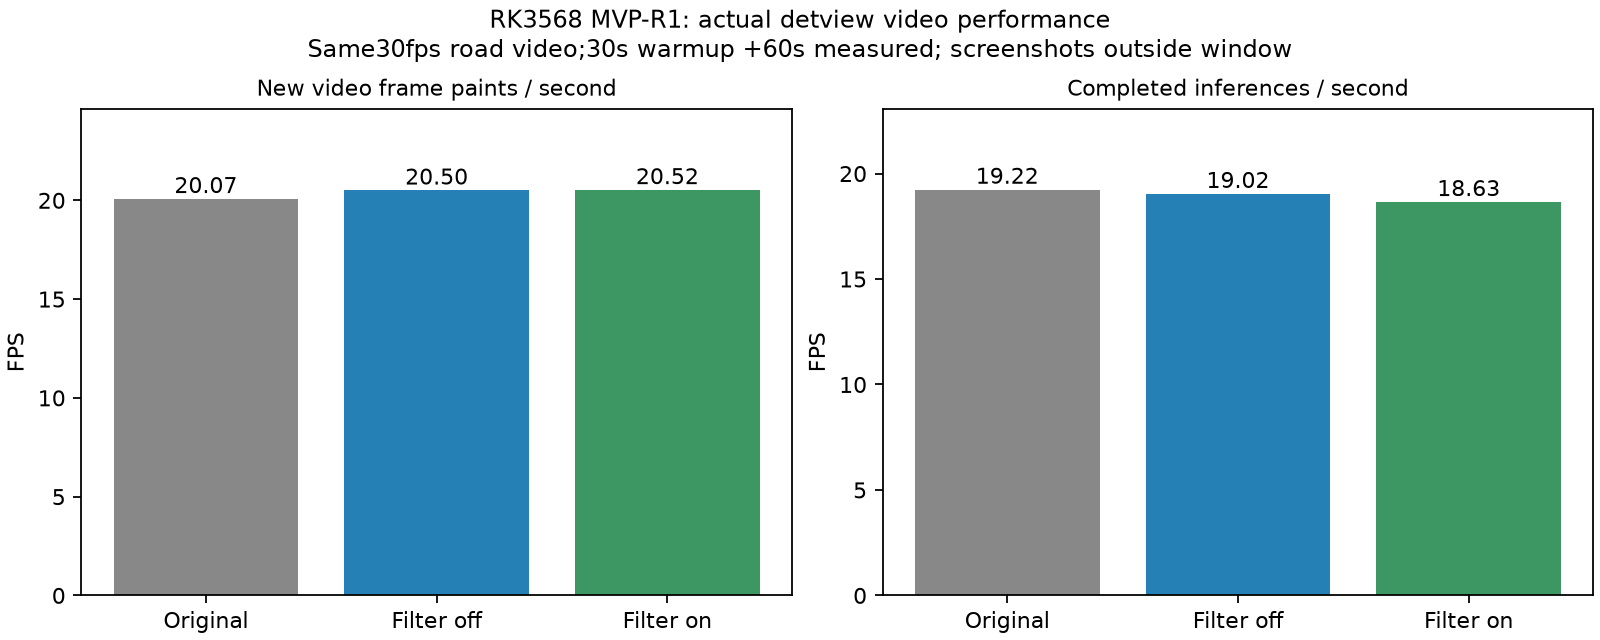 RK3568 MVP-R1: actual detview video performance
Same30fps road video;30s warmup +60s measured; screenshots outside window
New video frame paints / second
FPS
20
15
10
5
0
20.07
20.50
20.52
Original
Filter off
Filter on
Completed inferences / second
FPS
20
15
10
5
0
19.22
19.02
18.63
Original
Filter off
Filter on